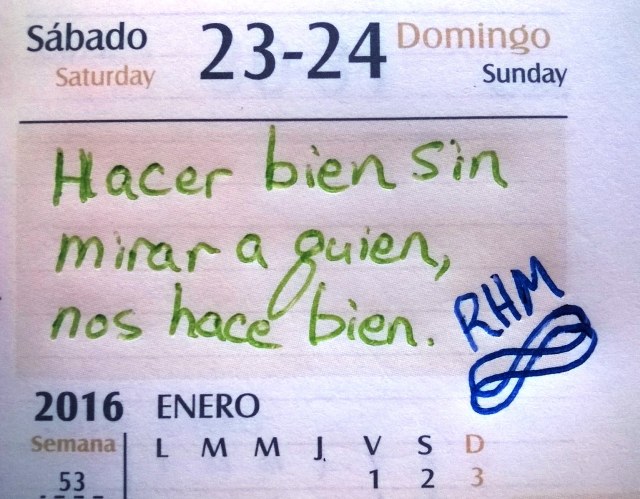 Sábado 23-24 Domingo
Saturday Sunday
Hacer bien sin
mirar a quien,
nos hace bien.
RHM
2016 ENERO
Semana L M M J V S D
53 1 2 3